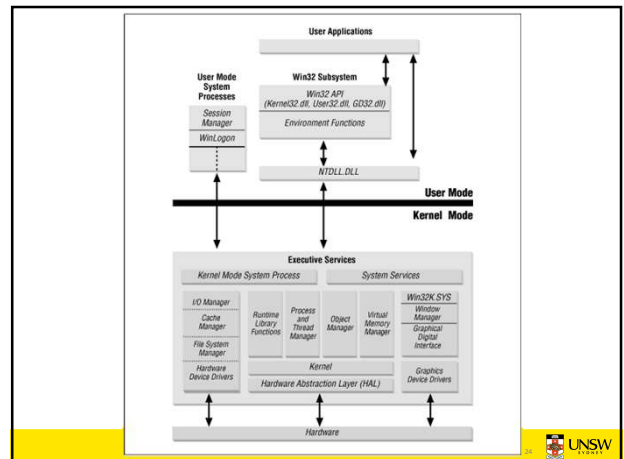 User Applications
User Mode
System
Processes
Session
Manager
WinLogon
Win32 Subsystem
Win32 API
(Kernel32.dll, User32.dll, GD32.dll)
Environment Functions
NTDLL.DLL
User Mode
Kernel Mode
Executive Services
Kernel Mode System Process
System Services
I/O Manager
Cache
Manager
File System
Manager
Hardware
Device Drivers
Runtime
Library
Functions
Process
and
Thread
Manager
Object
Manager
Virtual
Memory
Manager
Win32K.SYS
Window
Manager
Graphical
Digital
Interface
Graphics
Device Drivers
Kernel
Hardware Abstraction Layer (HAL)
Hardware
24
UNSW
SYDNEY